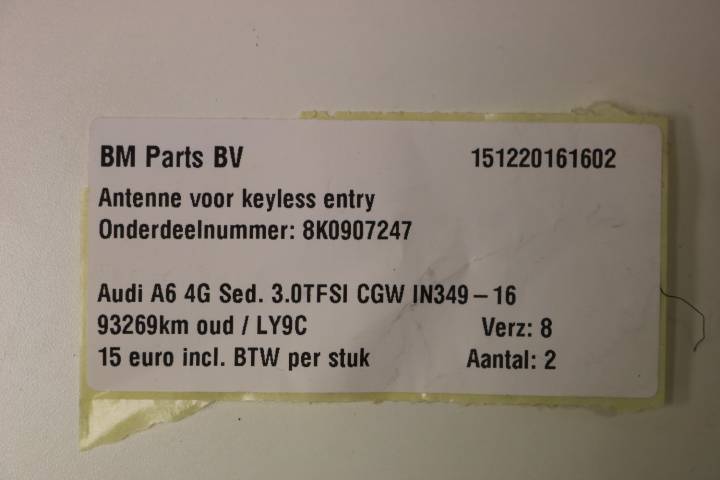 BM Parts BV 151220161602
Antenne voor keyless entry
Onderdeelnummer: 8K0907247
Audi A6 4G Sed. 3.0TFSI CGW IN349 – 16
93269km oud / LY9C Verz: 8
15 euro incl. BTW per stuk Aantal: 2